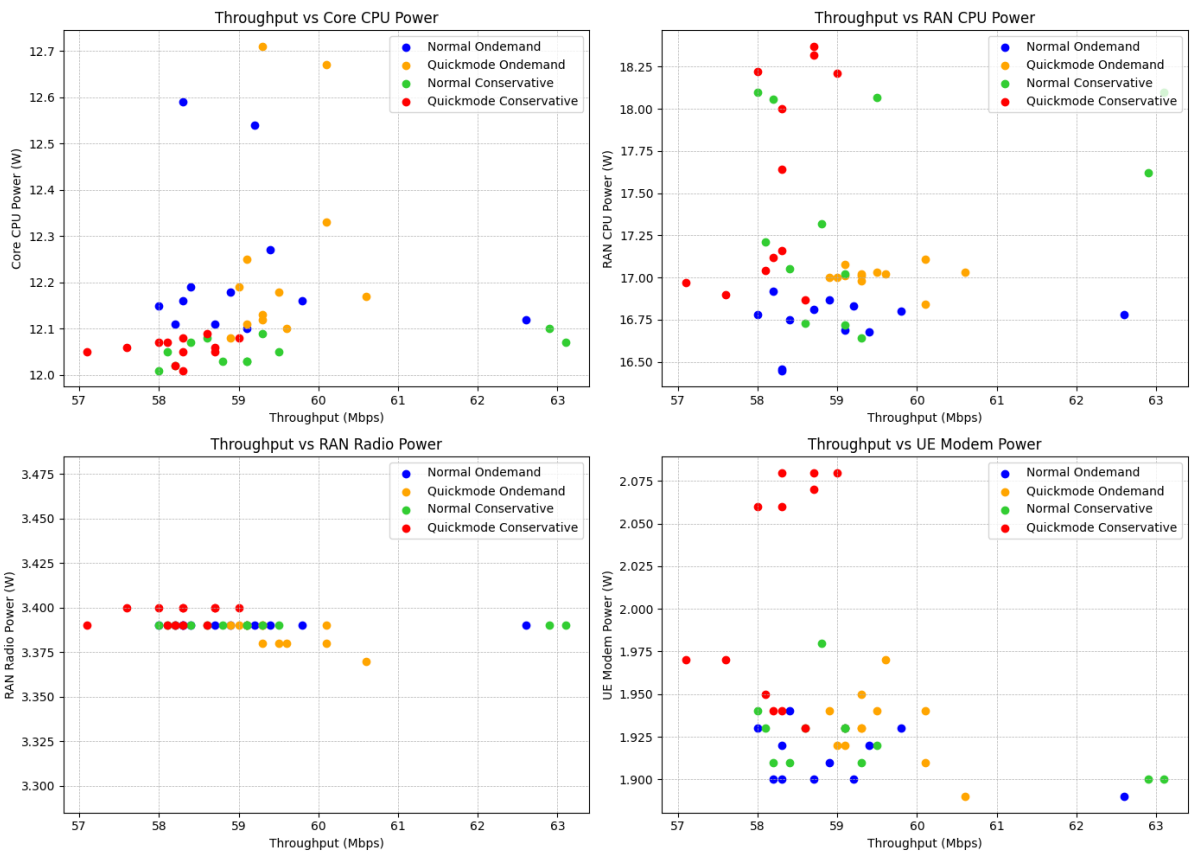 Throughput vs Core CPU Power
12.7
12.6
12.5
12.4
12.3
12.2
12.1
12.0
Core CPU Power (W)
57 58 59 60 61 62 63
Throughput (Mbps)
Normal Ondemand
Quickmode Ondemand
Normal Conservative
Quickmode Conservative
Throughput vs RAN CPU Power
18.25
18.00
17.75
17.50
17.25
17.00
16.75
16.50
RAN CPU Power (W)
57 58 59 60 61 62 63
Throughput (Mbps)
Normal Ondemand
Quickmode Ondemand
Normal Conservative
Quickmode Conservative
Throughput vs RAN Radio Power
3.475
3.450
3.425
3.400
3.375
3.350
3.325
3.300
RAN Radio Power (W)
57 58 59 60 61 62 63
Throughput (Mbps)
Normal Ondemand
Quickmode Ondemand
Normal Conservative
Quickmode Conservative
Throughput vs UE Modem Power
2.075
2.050
2.025
2.000
1.975
1.950
1.925
1.900
UE Modem Power (W)
57 58 59 60 61 62 63
Throughput (Mbps)
Normal Ondemand
Quickmode Ondemand
Normal Conservative
Quickmode Conservative